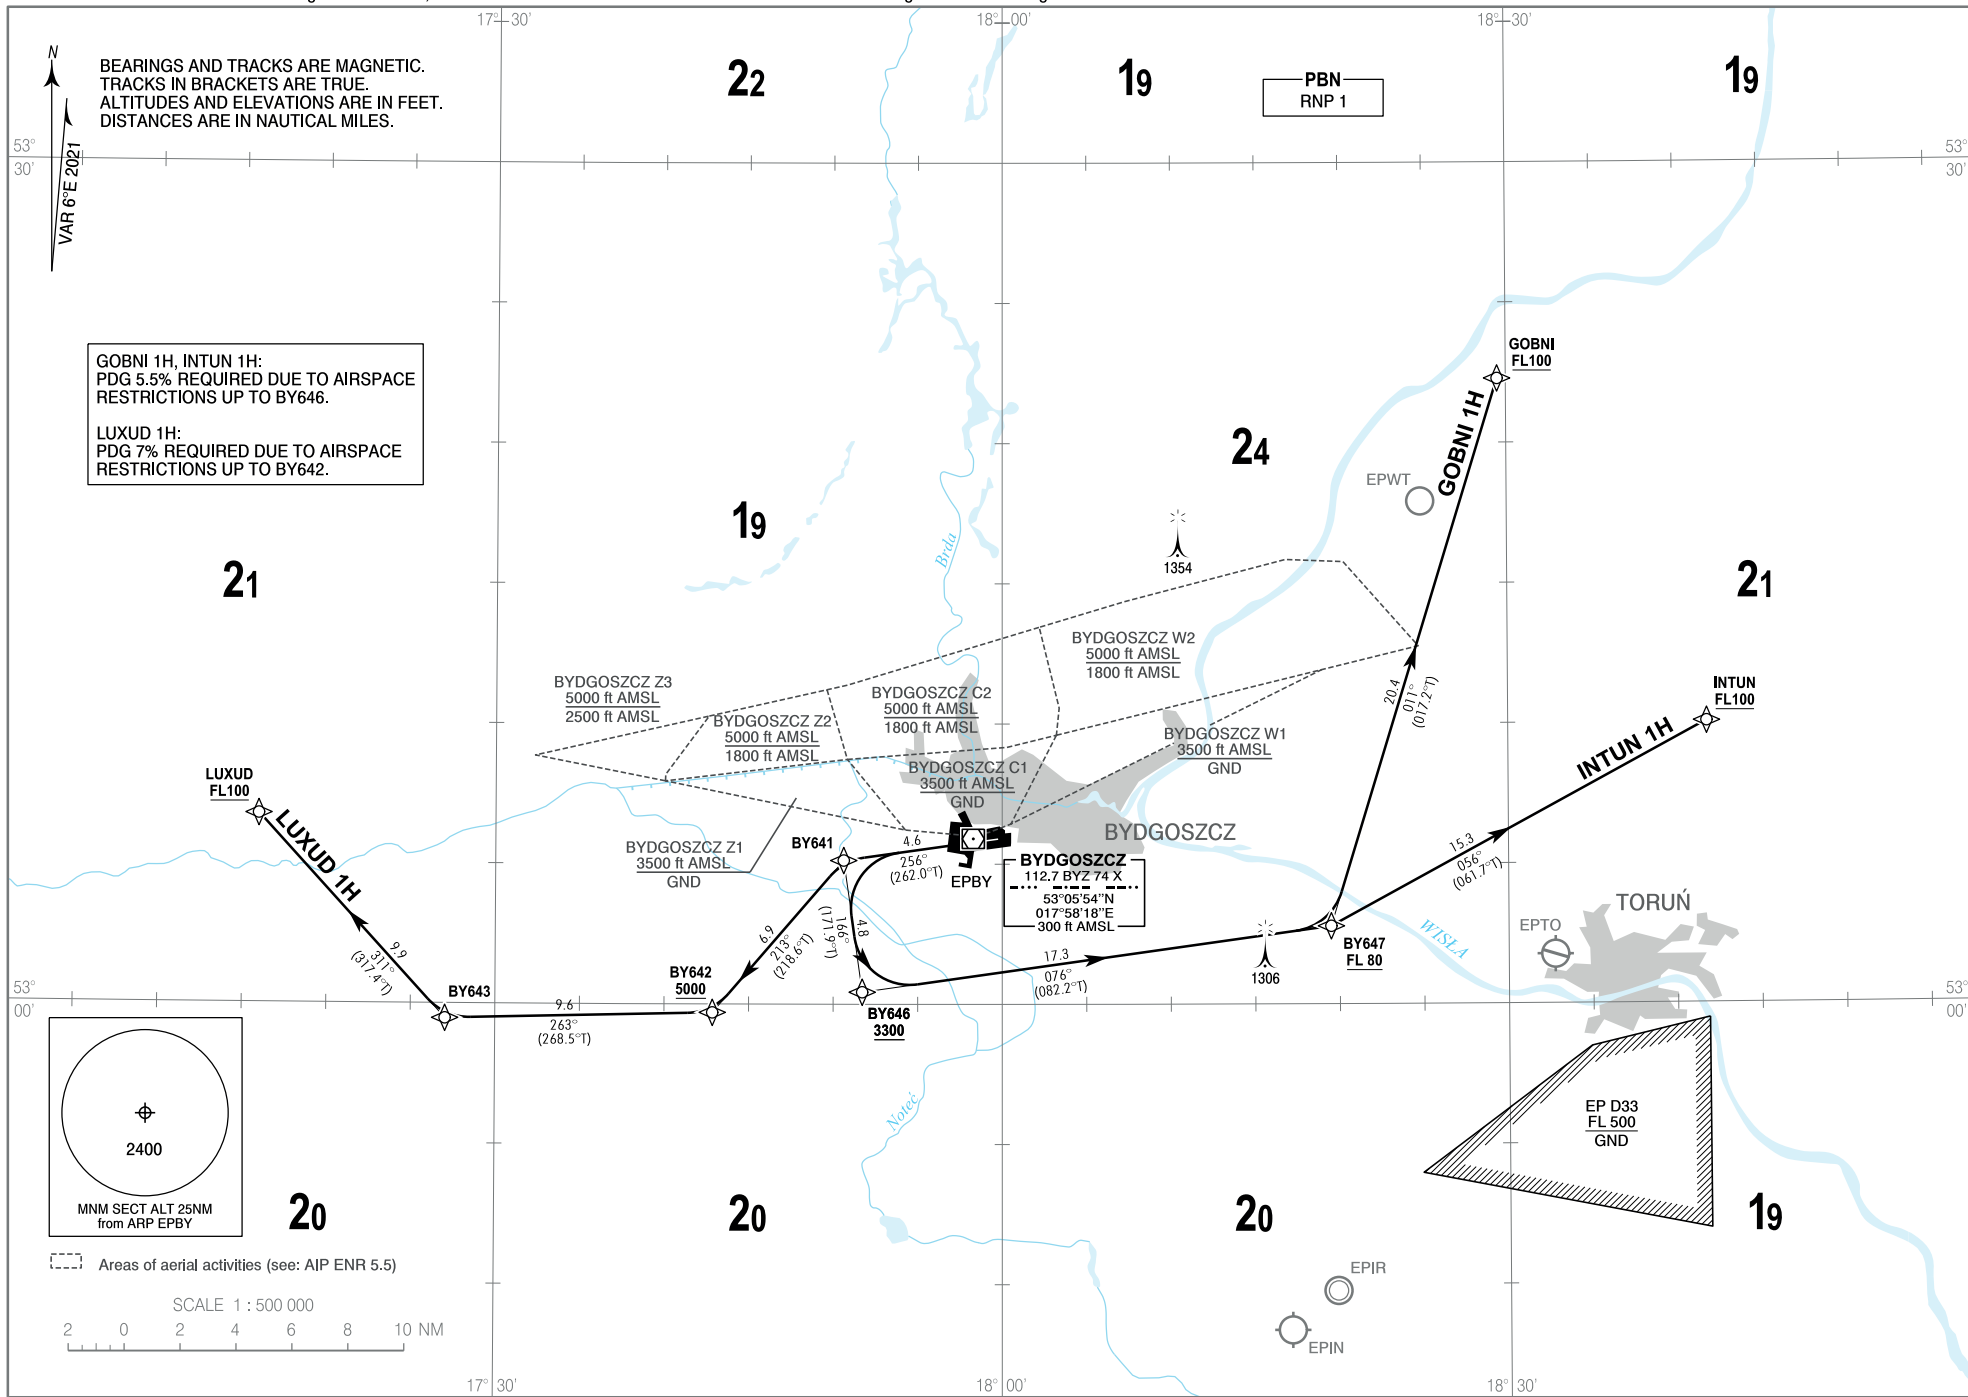 17° 30'
18° 00'
18° 30'
N
VAR 6°E 2021
BEARINGS AND TRACKS ARE MAGNETIC.
TRACKS IN BRACKETS ARE TRUE.
ALTITUDES AND ELEVATIONS ARE IN FEET.
DISTANCES ARE IN NAUTICAL MILES.
22
19
PBN
RNP 1
19
53°
30'
53°
30'
GOBNI 1H, INTUN 1H:
PDG 5.5% REQUIRED DUE TO AIRSPACE
RESTRICTIONS UP TO BY646.
LUXUD 1H:
PDG 7% REQUIRED DUE TO AIRSPACE
RESTRICTIONS UP TO BY642.
GOBNI
FL100
GOBNI 1H
24
EPWT
19
Brda
1354
21
21
BYDGOSZCZ W2
5000 ft AMSL
1800 ft AMSL
BYDGOSZCZ Z3
5000 ft AMSL
2500 ft AMSL
BYDGOSZCZ C2
5000 ft AMSL
1800 ft AMSL
BYDGOSZCZ Z2
5000 ft AMSL
1800 ft AMSL
BYDGOSZCZ W1
3500 ft AMSL
GND
20.4
011°
(017.2°T)
INTUN
FL100
INTUN 1H
BYDGOSZCZ C1
3500 ft AMSL
GND
LUXUD
FL100
LUXUD 1H
BYDGOSZCZ
BYDGOSZCZ Z1
3500 ft AMSL
GND
BY641
4.6
256°
(262.0°T)
EPBY
BYDGOSZCZ
112.7 BYZ 74 X
53°05'54"N
017°58'18"E
300 ft AMSL
15.3
056°
(061.7°T)
TORUŃ
EPTO
WISŁA
BY647
FL 80
1306
4.8
166°
(171.9°T)
6.9
213°
(218.6°T)
17.3
076°
(082.2°T)
9.9
311°
(317.4°T)
BY643
BY642
5000
9.6
263°
(268.5°T)
BY646
3300
53°
00'
53°
00'
2400
MNM SECT ALT 25NM
from ARP EPBY
Noteć
EP D33
FL 500
GND
20
20
20
19
Areas of aerial activities (see: AIP ENR 5.5)
SCALE 1 : 500 000
2 0 2 4 6 8 10 NM
EPIR
EPIN
17° 30'
18° 00'
18° 30'